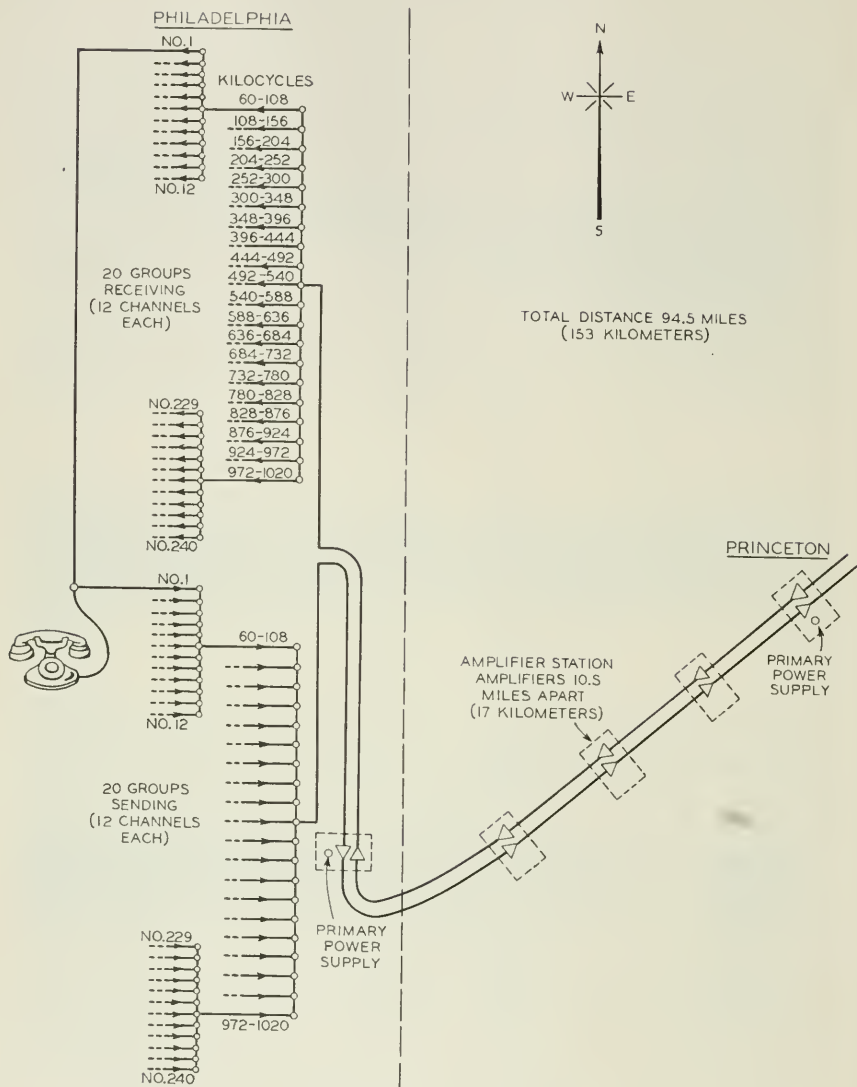 PHILADELPHIA
NO.1
KILOCYCLES
60-108
108-156
156-204
204-252
252-300
300-348
348-396
396-444
444-492
492-540
540-588
588-636
636-684
684-732
732-780
780-828
828-876
876-924
924-972
972-1020
NO.12
20 GROUPS
RECEIVING
(12 CHANNELS
EACH)
NO.229
NO.240
N
W
E
S
TOTAL DISTANCE 94.5 MILES
(153 KILOMETERS)
NO.1
60-108
NO.12
20 GROUPS
SENDING
(12 CHANNELS
EACH)
NO.229
972-1020
NO.240
PRIMARY
POWER
SUPPLY
AMPLIFIER STATION
AMPLIFIERS 10.5
MILES APART
(17 KILOMETERS)
PRINCETON
PRIMARY
POWER
SUPPLY